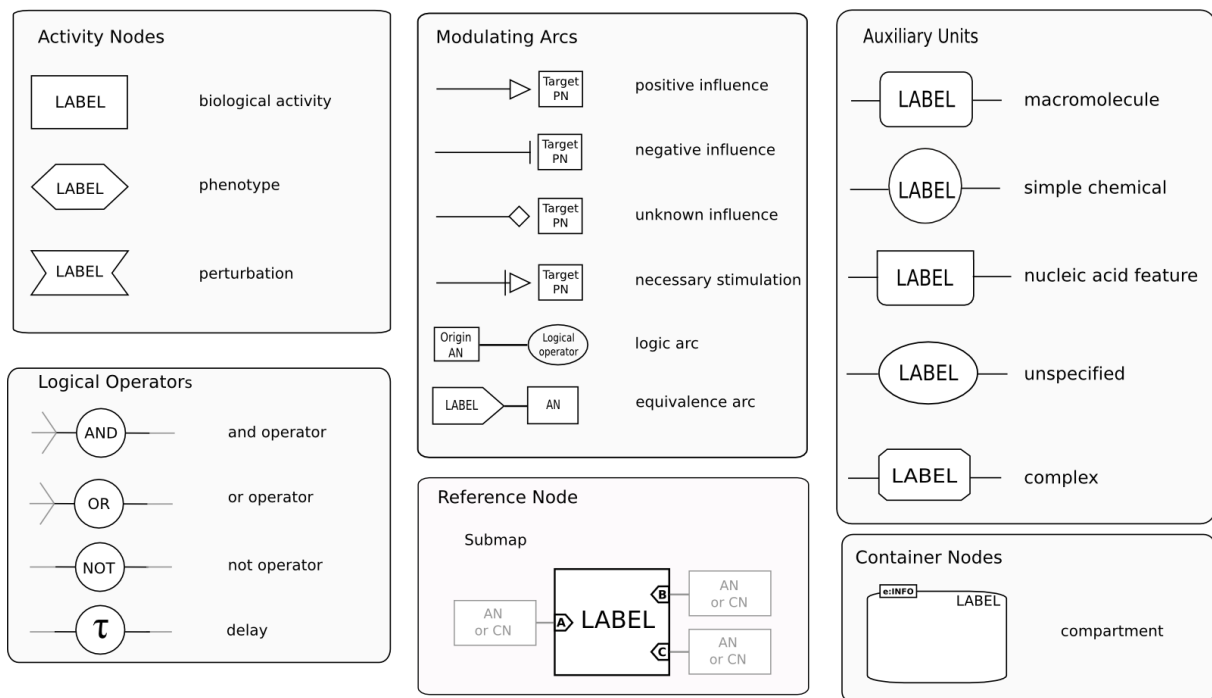 Activity Nodes
LABEL
biological activity
LABEL
phenotype
LABEL
perturbation
Logical Operators
AND
and operator
OR
or operator
NOT
not operator
τ
delay
Modulating Arcs
Target
PN
positive influence
Target
PN
negative influence
Target
PN
unknown influence
Target
PN
necessary stimulation
Origin
AN
Logical
operator
logic arc
LABEL
AN
equivalence arc
Reference Node
Submap
AN
or CN
A
LABEL
B
AN
or CN
C
AN
or CN
Auxiliary Units
LABEL
macromolecule
LABEL
simple chemical
LABEL
nucleic acid feature
LABEL
unspecified
LABEL
complex
Container Nodes
e:INFO
LABEL
compartment